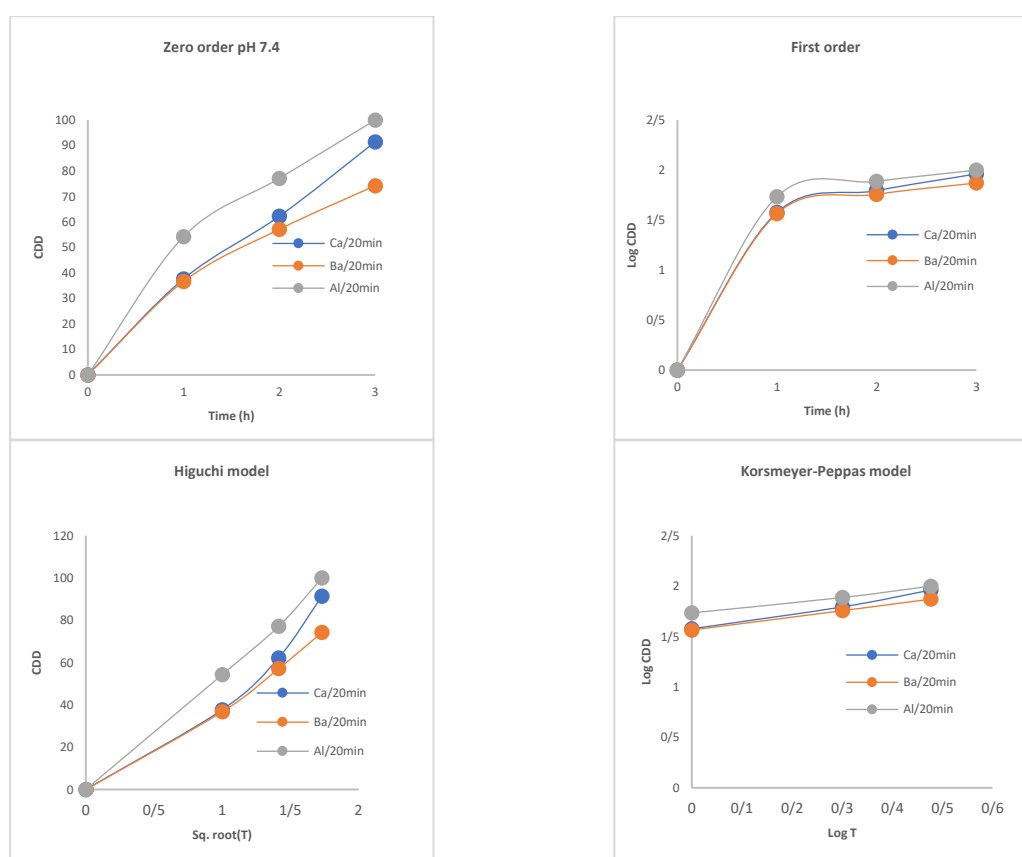 Zero order pH 7.4
100
90
80
70
60
50
40
30
20
10
0
CDD
0 1 2 3
Time (h)
Ca/20min
Ba/20min
Al/20min
First order
2/5
2
1/5
1
0/5
0
Log CDD
0 1 2 3
Time (h)
Ca/20min
Ba/20min
Al/20min
Higuchi model
120
100
80
60
40
20
0
CDD
0 0/5 1 1/5 2
Sq. root(T)
Ca/20min
Ba/20min
Al/20min
Korsmeyer-Peppas model
2/5
2
1/5
1
0/5
0
Log CDD
0 0/1 0/2 0/3 0/4 0/5 0/6
Log T
Ca/20min
Ba/20min
Al/20min